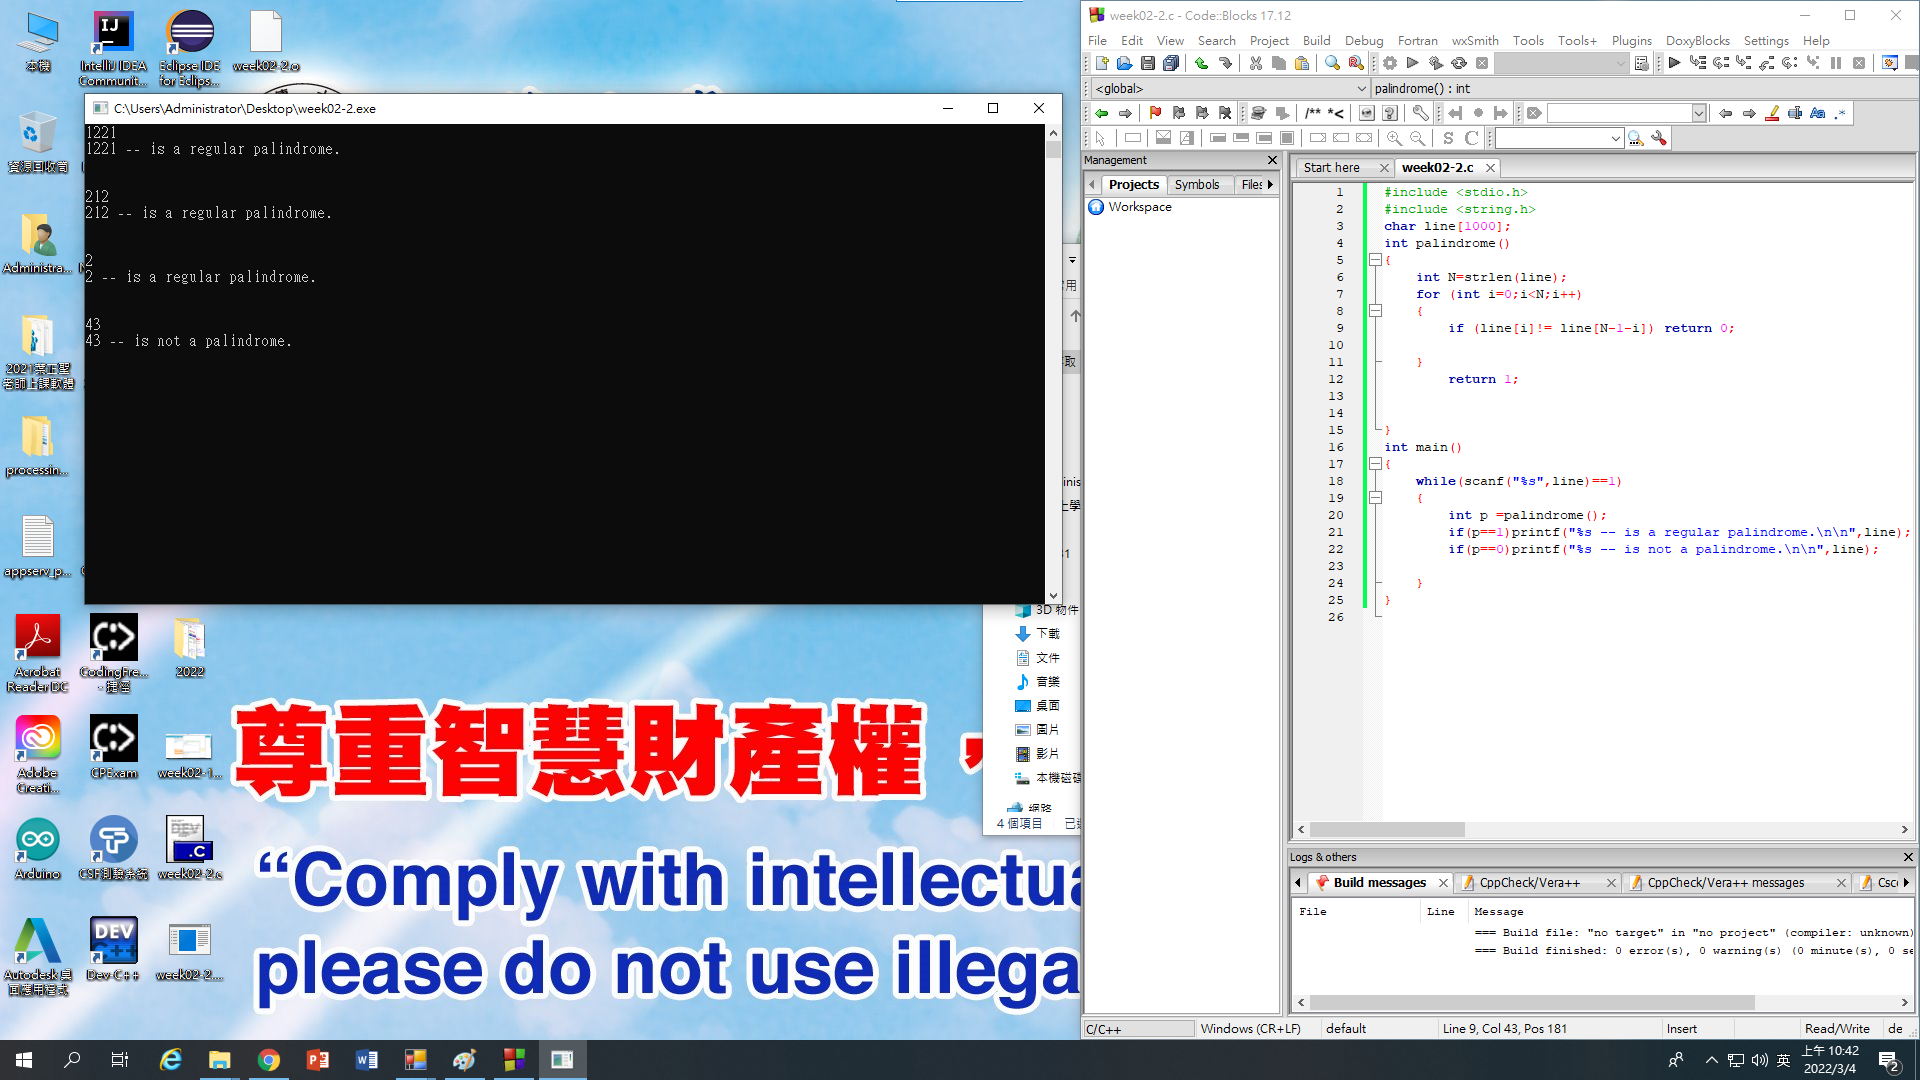 本機
IntelliJ IDEA
Communit...
Eclipse IDE
for Eclips...
week02-2.o
資源回收筒
Administra...
2021葉正聖
老師上課軟體
processin...
appserv_p...
Acrobat
Reader DC
CodingFre...
- 捷徑
2022
Adobe
Creati...
CPExam
week02-1...
Arduino
CSF測驗系統
week02-2.c
Autodesk 桌
面應用程式
Dev-C++
week02-2....
C:\Users\Administrator\Desktop\week02-2.exe
1221
1221 -- is a regular palindrome.
212
212 -- is a regular palindrome.
2
2 -- is a regular palindrome.
43
43 -- is not a palindrome.
尊重智慧財產權，
“Comply with intellectua
please do not use illega
3D 物件
下載
文件
音樂
桌面
圖片
影片
本機磁碟
網路
4 個項目
week02-2.c - Code::Blocks 17.12
File Edit View Search Project Build Debug Fortran wxSmith Tools Tools+ Plugins DoxyBlocks Settings Help
<global>
palindrome() : int
Management
Projects Symbols Files
Workspace
Start here
week02-2.c
1 #include <stdio.h>
2 #include <string.h>
3 char line[1000];
4 int palindrome()
5 {
6 int N=strlen(line);
7 for (int i=0;i<N;i++)
8 {
9 if (line[i]!= line[N-1-i]) return 0;
10
11 }
12 return 1;
13
14
15 }
16 int main()
17 {
18 while(scanf("%s",line)==1)
19 {
20 int p =palindrome();
21 if(p==1)printf("%s -- is a regular palindrome.\n\n",line);
22 if(p==0)printf("%s -- is not a palindrome.\n\n",line);
23
24 }
25 }
26
Logs & others
Build messages
CppCheck/Vera++
CppCheck/Vera++ messages
Csc
File Line Message
=== Build file: "no target" in "no project" (compiler: unknown)
=== Build finished: 0 error(s), 0 warning(s) (0 minute(s), 0 se
C/C++
Windows (CR+LF)
default
Line 9, Col 43, Pos 181
Insert
Read/Write
de
英
上午 10:42
2022/3/4
2